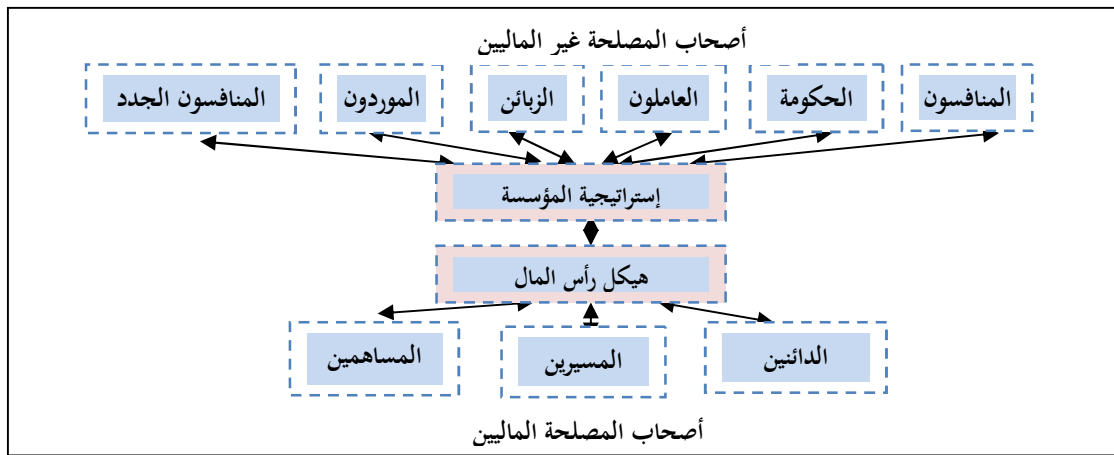 أصحاب المصلحة غير الماليين
المنافسون
الحكومة
العاملون
الزبائن
الموردون
المنافسون الجدد
إستراتيجية المؤسسة
هيكل رأس المال
الدائنين
المسيرين
المساهمين
أصحاب المصلحة الماليين